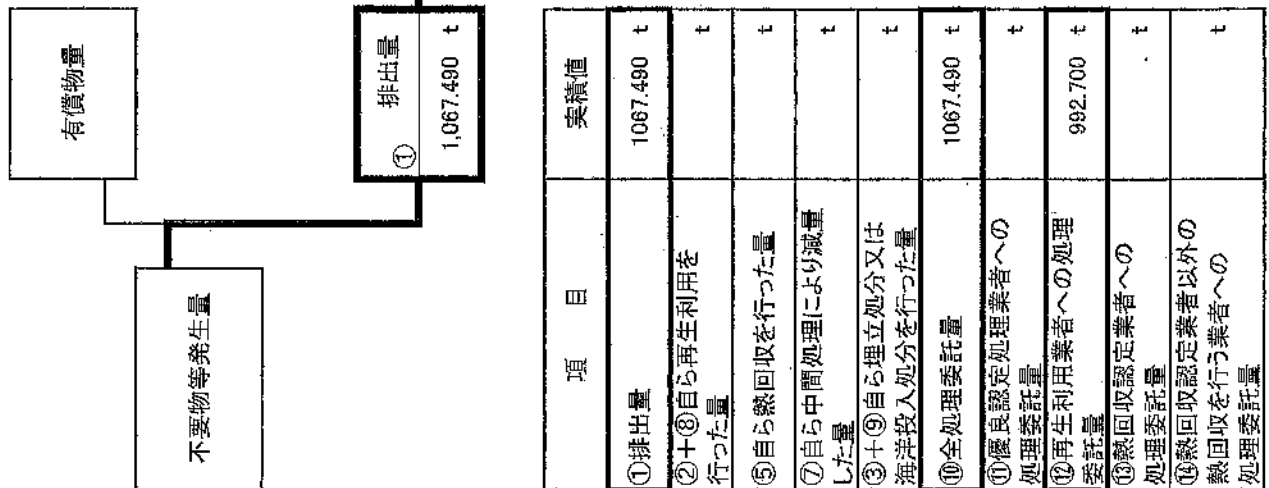 有償物量
不要物等発生量
①
排出量
1,067.490 t
項 目
実積値
①排出量
1067.490 t
②+⑧自ら再生利用を
行った量
t
⑤自ら熱回収を行った量
t
⑦自ら中間処理により減量
した量
t
③+⑨自ら埋立処分又は
海洋投入処分を行った量
t
⑩全処理委託量
1067.490 t
⑪優良認定処理業者への
処理委託量
t
⑫再生利用業者への処理
委託量
992.700 t
⑬熱回収認定業者への
処理委託量
t
⑭熱回収認定業者以外の
熱回収を行う業者への
処理委託量
t